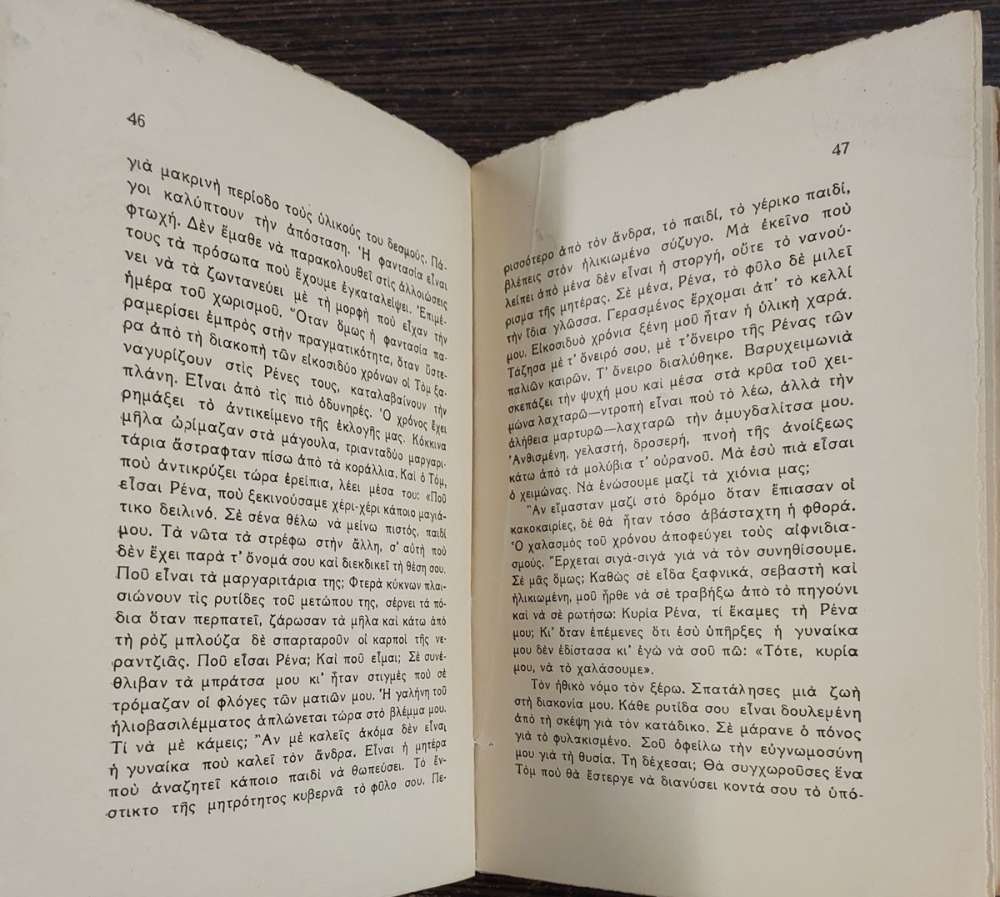 46
γιὰ μακρινὴ περίοδο τοὺς ὑλικούς του δεσμούς. Πά-
γοι καλύπτουν τὴν ἀπόσταση. Ἡ φαντασία εἶναι
φτωχή. Δὲν ἔμαθε νὰ παρακολουθεῖ στὶς ἀλλοιώσεις
τους τὰ πρόσωπα ποὺ ἔχουμε ἐγκαταλείψει. Ἐπιμέ-
νει νὰ τὰ ζωντανεύει μὲ τὴ μορφὴ ποὺ εἶχαν τὴν
ἡμέρα τοῦ χωρισμοῦ. Ὅταν ὅμως ἡ φαντασία πα-
ραμερίσει ἐμπρὸς στὴν πραγματικότητα, ὅταν ὕστε-
ρα ἀπὸ τὴ διακοπὴ τῶν εἰκοσιδύο χρόνων οἱ Τὸμ ξα-
ναγυρίζουν στὶς Ρένες τους, καταλαβαίνουν τὴν
πλάνη. Εἶναι ἀπὸ τὶς πιὸ ὀδυνηρές. Ὁ χρόνος ἔχει
ρημάξει τὸ ἀντικείμενο τῆς ἐκλογῆς μας. Κόκκινα
μῆλα ὡρίμαζαν στὰ μάγουλα, τριανταδύο μαργαρι-
τάρια ἄστραφταν πίσω ἀπὸ τὰ κοράλλια. Καὶ ὁ Τόμ,
ποὺ ἀντικρύζει τώρα ἐρείπια, λέει μέσα του: «Ποῦ
εἶσαι Ρένα, ποὺ ξεκινούσαμε χέρι-χέρι κάποιο μαγιά-
τικο δειλινό. Σὲ σένα θέλω νὰ μείνω πιστός, παιδί
μου. Τὰ νῶτα τὰ στρέφω στὴν ἄλλη, σ' αὐτὴ ποὺ
δὲν ἔχει παρὰ τ' ὄνομά σου καὶ διεκδικεῖ τὴ θέση σου.
Ποῦ εἶναι τὰ μαργαριτάρια της; Φτερὰ κύκνων πλαι-
σιώνουν τὶς ρυτίδες τοῦ μετώπου της, σέρνει τὰ πό-
δια ὅταν περπατεῖ, ζάρωσαν τὰ μῆλα καὶ κάτω ἀπὸ
τὴ ρὸζ μπλούζα δὲ σπαρταροῦν οἱ καρποὶ τῆς νε-
ραντζιᾶς. Ποῦ εἶσαι Ρένα; Καὶ ποῦ εἶμαι; Σὲ συνέ-
θλιβαν τὰ μπράτσα μου κι' ἦταν στιγμὲς ποὺ σὲ
τρόμαζαν οἱ φλόγες τῶν ματιῶν μου. Ἡ γαλήνη τοῦ
ἡλιοβασιλέμματος ἁπλώνεται τώρα στὸ βλέμμα μου.
Τί νὰ μὲ κάμεις; Ἂν μὲ καλεῖς ἀκόμα δὲν εἶναι
ἡ γυναίκα ποὺ καλεῖ τὸν ἄνδρα. Εἶναι ἡ μητέρα
ποὺ ἀναζητεῖ κάποιο παιδὶ νὰ θωπεύσει. Τὸ ἔν-
στικτο τῆς μητρότητος κυβερνᾶ τὸ φῦλο σου. Πε-
47
ρισσότερο ἀπὸ τὸν ἄνδρα, τὸ παιδί, τὸ γέρικο παιδί,
βλέπεις στὸν ἡλικιωμένο σύζυγο. Μὰ ἐκεῖνο ποὺ
λείπει ἀπὸ μένα δὲν εἶναι ἡ στοργή, οὔτε τὸ νανού-
ρισμα τῆς μητέρας. Σὲ μένα, Ρένα, τὸ φῦλο δὲ μιλεῖ
τὴν ἴδια γλῶσσα. Γερασμένος ἔρχομαι ἀπ' τὸ κελλί
μου. Εἰκοσιδυὸ χρόνια ξένη μοῦ ἦταν ἡ ὑλικὴ χαρά.
Τάζησα μὲ τ' ὄνειρό σου, μὲ τ' ὄνειρο τῆς Ρένας τῶν
παλιῶν καιρῶν. Τ' ὄνειρο διαλύθηκε. Βαρυχειμωνιὰ
σκεπάζει τὴν ψυχή μου καὶ μέσα στὰ κρῦα τοῦ χει-
μώνα λαχταρῶ—ντροπὴ εἶναι ποὺ τὸ λέω, ἀλλὰ τὴν
ἀλήθεια μαρτυρῶ—λαχταρῶ τὴν ἀμυγδαλίτσα μου.
Ἀνθισμένη, γελαστή, δροσερή, πνοὴ τῆς ἀνοίξεως
κάτω ἀπὸ τὰ μολύβια τ' οὐρανοῦ. Μὰ ἐσὺ πιὰ εἶσαι
ὁ χειμώνας. Νὰ ἑνώσουμε μαζὶ τὰ χιόνια μας;
Ἂν εἴμασταν μαζὶ στὸ δρόμο ὅταν ἔπιασαν οἱ
κακοκαιρίες, δὲ θὰ ἦταν τόσο ἀβάσταχτη ἡ φθορά.
Ὁ χαλασμὸς τοῦ χρόνου ἀποφεύγει τοὺς αἰφνιδια-
σμούς. Ἔρχεται σιγὰ-σιγὰ γιὰ νὰ τὸν συνηθίσουμε.
Σὲ μᾶς ὅμως; Καθὼς σὲ εἶδα ξαφνικά, σεβαστὴ καὶ
ἡλικιωμένη, μοῦ ἦρθε νὰ σὲ τραβήξω ἀπὸ τὸ πηγούνι
καὶ νὰ σὲ ρωτήσω: Κυρία Ρένα, τί ἔκαμες τὴ Ρένα
μου; Κι' ὅταν ἐπέμενες ὅτι ἐσὺ ὑπῆρξες ἡ γυναίκα
μου δὲν ἐδίστασα κι' ἐγὼ νὰ σοῦ πῶ: «Τότε, κυρία
μου, νὰ τὸ χαλάσουμε».
Τὸν ἠθικὸ νόμο τὸν ξέρω. Σπατάλησες μιὰ ζωὴ
στὴ διακονία μου. Κάθε ρυτίδα σου εἶναι δουλεμένη
ἀπὸ τὴ σκέψη γιὰ τὸν κατάδικο. Σὲ μάρανε ὁ πόνος
γιὰ τὸ φυλακισμένο. Σοῦ ὀφείλω τὴν εὐγνωμοσύνη
μου γιὰ τὴ θυσία. Τὴ δέχεσαι; Θὰ συγχωροῦσες ἕνα
Τὸμ ποὺ θὰ ἔστεργε νὰ διανύσει κοντά σου τὸ ὑπό-